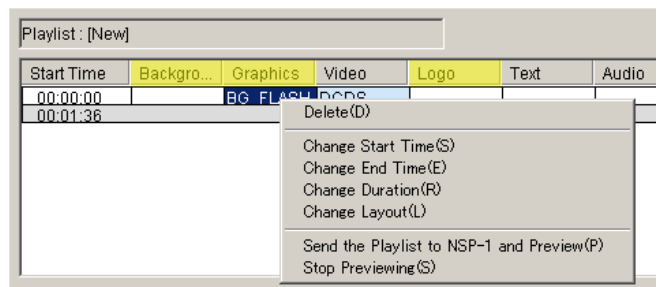 Playlist : [New]
Start Time Backgro... Graphics Video Logo Text Audio
00:00:00 BG_FLASH DCDS
00:01:36
Delete(D)
Change Start Time(S)
Change End Time(E)
Change Duration(R)
Change Layout(L)
Send the Playlist to NSP-1 and Preview(P)
Stop Previewing(S)